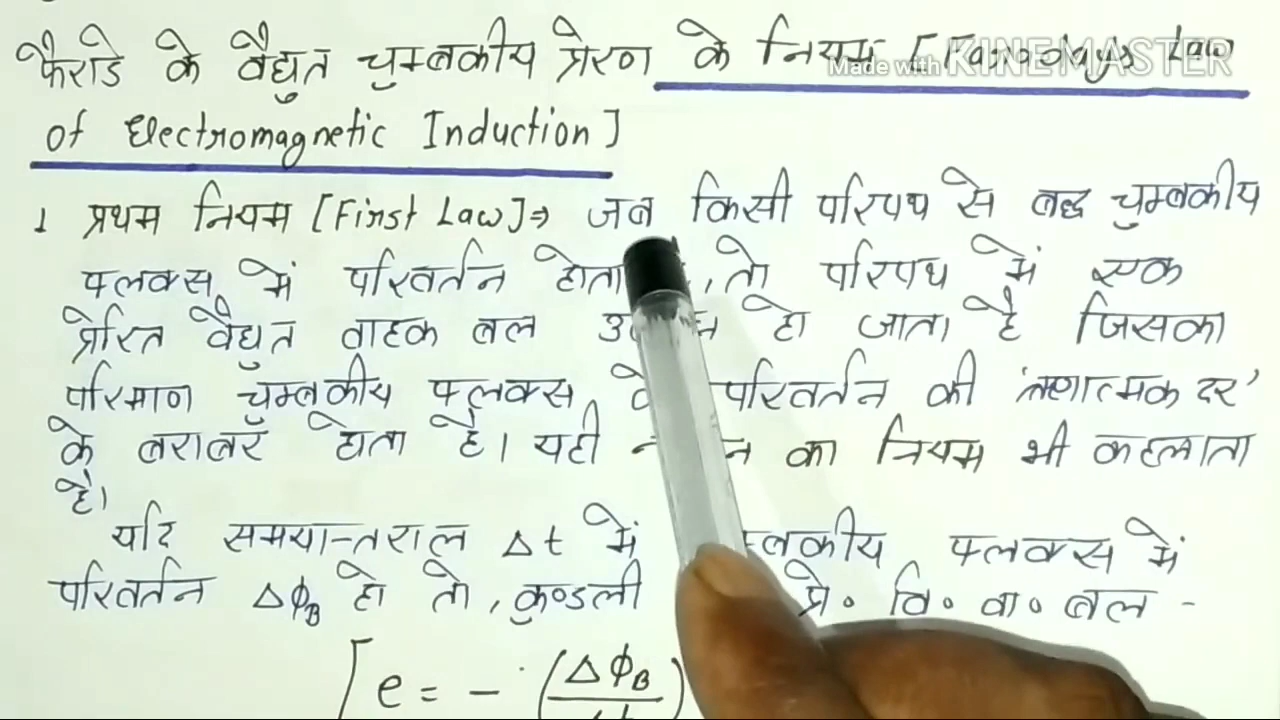 फैराडे के वैद्युत चुम्बकीय प्रेरण के नियम [Faraday's Law
Made with KINEMASTER
of Electromagnetic Induction]
1 प्रथम नियम [First Law]⇒ जब किसी परिपथ से बद्ध चुम्बकीय
फ्लक्स में परिवर्तन होता , तो परिपथ में एक
प्रेरित वैद्युत वाहक बल हो जाता है जिसका
परिमाण चुम्बकीय फ्लक्स परिवर्तन की 'ऋणात्मक दर'
के बराबर होता है। यही का नियम भी कहलाता
है।
यदि समयान्तराल Δt में फ्लक्स में
परिवर्तन ΔΦB हो तो, कुण्डली प्रे० वि० वा० बल -
[ e = - (ΔΦB